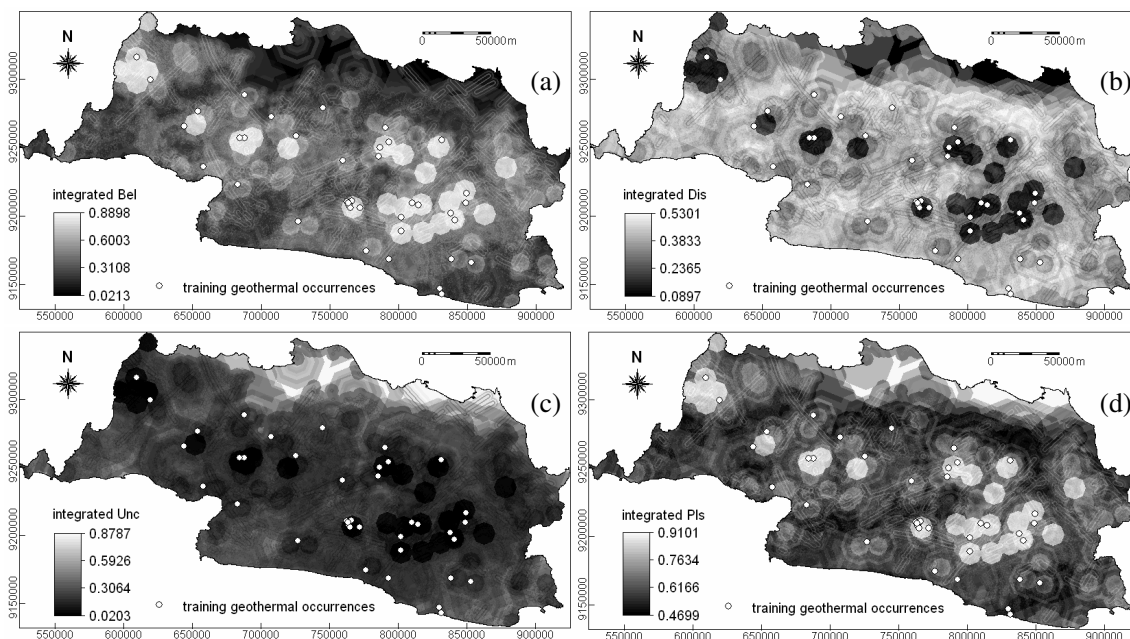 N
0 50000 m
(a)
9300000
9250000
9200000
9150000
integrated Bel
0.8898
0.6003
0.3108
0.0213
training geothermal occurrences
550000 600000 650000 700000 750000 800000 850000 900000
N
0 50000 m
(b)
9300000
9250000
9200000
9150000
integrated Dis
0.5301
0.3833
0.2365
0.0897
training geothermal occurrences
550000 600000 650000 700000 750000 800000 850000 900000
N
0 50000 m
(c)
9300000
9250000
9200000
9150000
integrated Unc
0.8787
0.5926
0.3064
0.0203
training geothermal occurrences
550000 600000 650000 700000 750000 800000 850000 900000
N
0 50000 m
(d)
9300000
9250000
9200000
9150000
integrated Pls
0.9101
0.7634
0.6166
0.4699
training geothermal occurrences
550000 600000 650000 700000 750000 800000 850000 900000